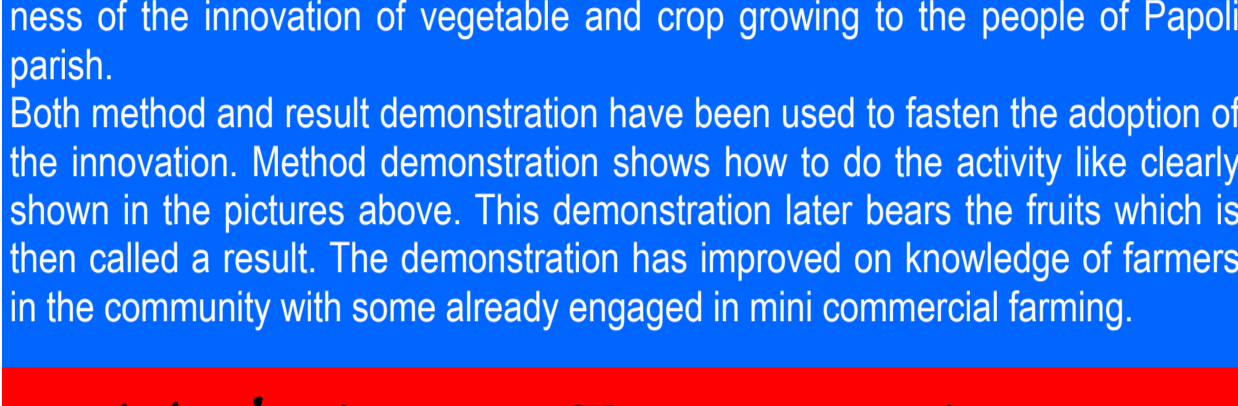 ness of the innovation of vegetable and crop growing to the people of Papoli
parish.
Both method and result demonstration have been used to fasten the adoption of
the innovation. Method demonstration shows how to do the activity like clearly
shown in the pictures above. This demonstration later bears the fruits which is
then called a result. The demonstration has improved on knowledge of farmers
in the community with some already engaged in mini commercial farming.